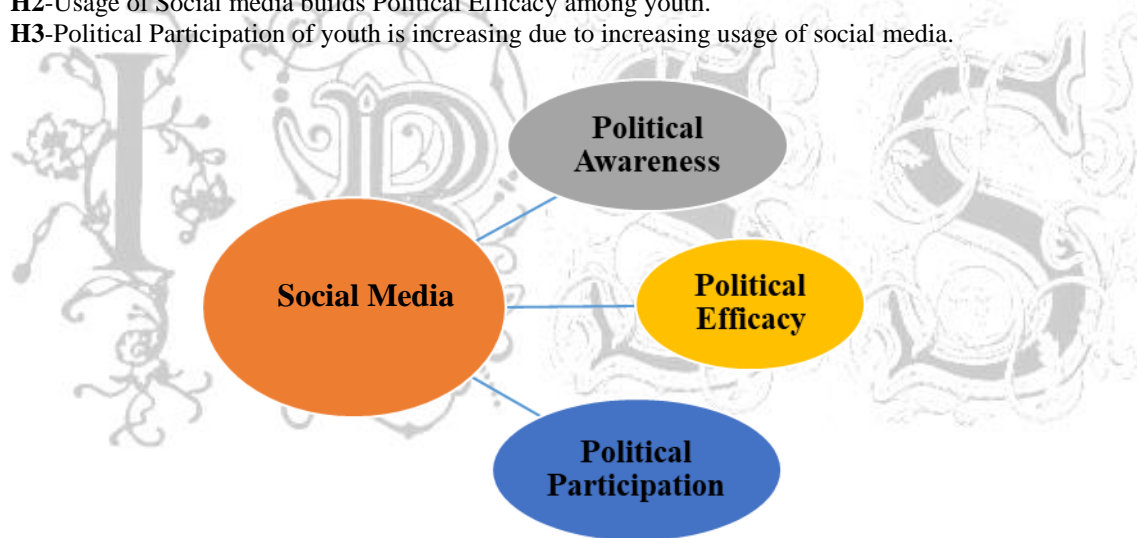 H2-Usage of Social media builds Political Efficacy among youth.
H3-Political Participation of youth is increasing due to increasing usage of social media.
Political
Awareness
Social Media
Political
Efficacy
Political
Participation